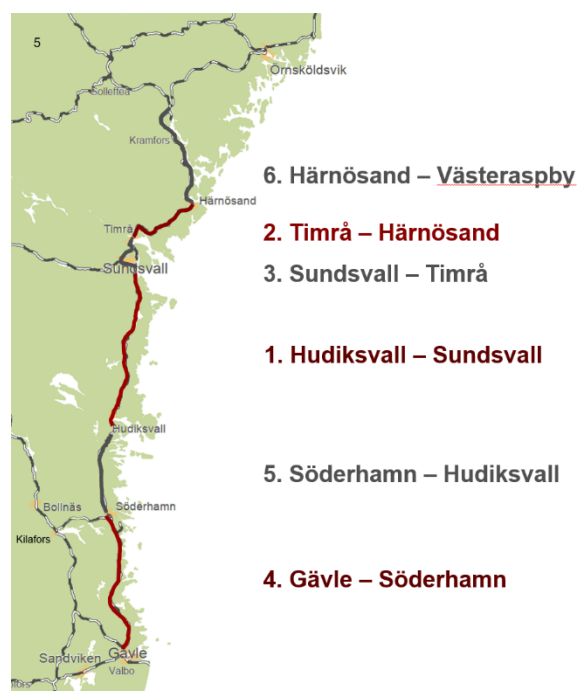 5
Örnsköldsvik
Sollefteå
Kramfors
Härnösand
Timrå
Sundsvall
Hudiksvall
Bollnäs
Söderhamn
Kilafors
Gävle
Sandviken
Valbo
6. Härnösand – Västeraspby
2. Timrå – Härnösand
3. Sundsvall – Timrå
1. Hudiksvall – Sundsvall
5. Söderhamn – Hudiksvall
4. Gävle – Söderhamn